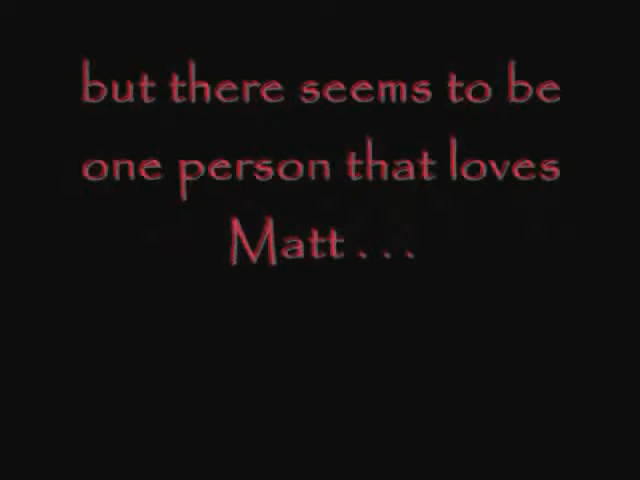 but there seems to be
one person that loves
Matt . . .